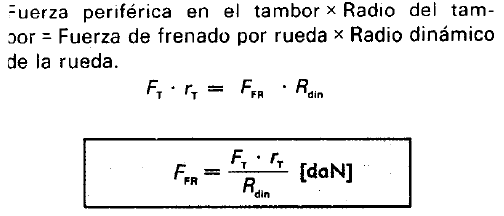 Fuerza periférica en el tambor × Radio del tam-
bor = Fuerza de frenado por rueda × Radio dinámico
de la rueda.
F_T · r_T = F_FR · R_din
F_FR = (F_T · r_T) / R_din [daN]